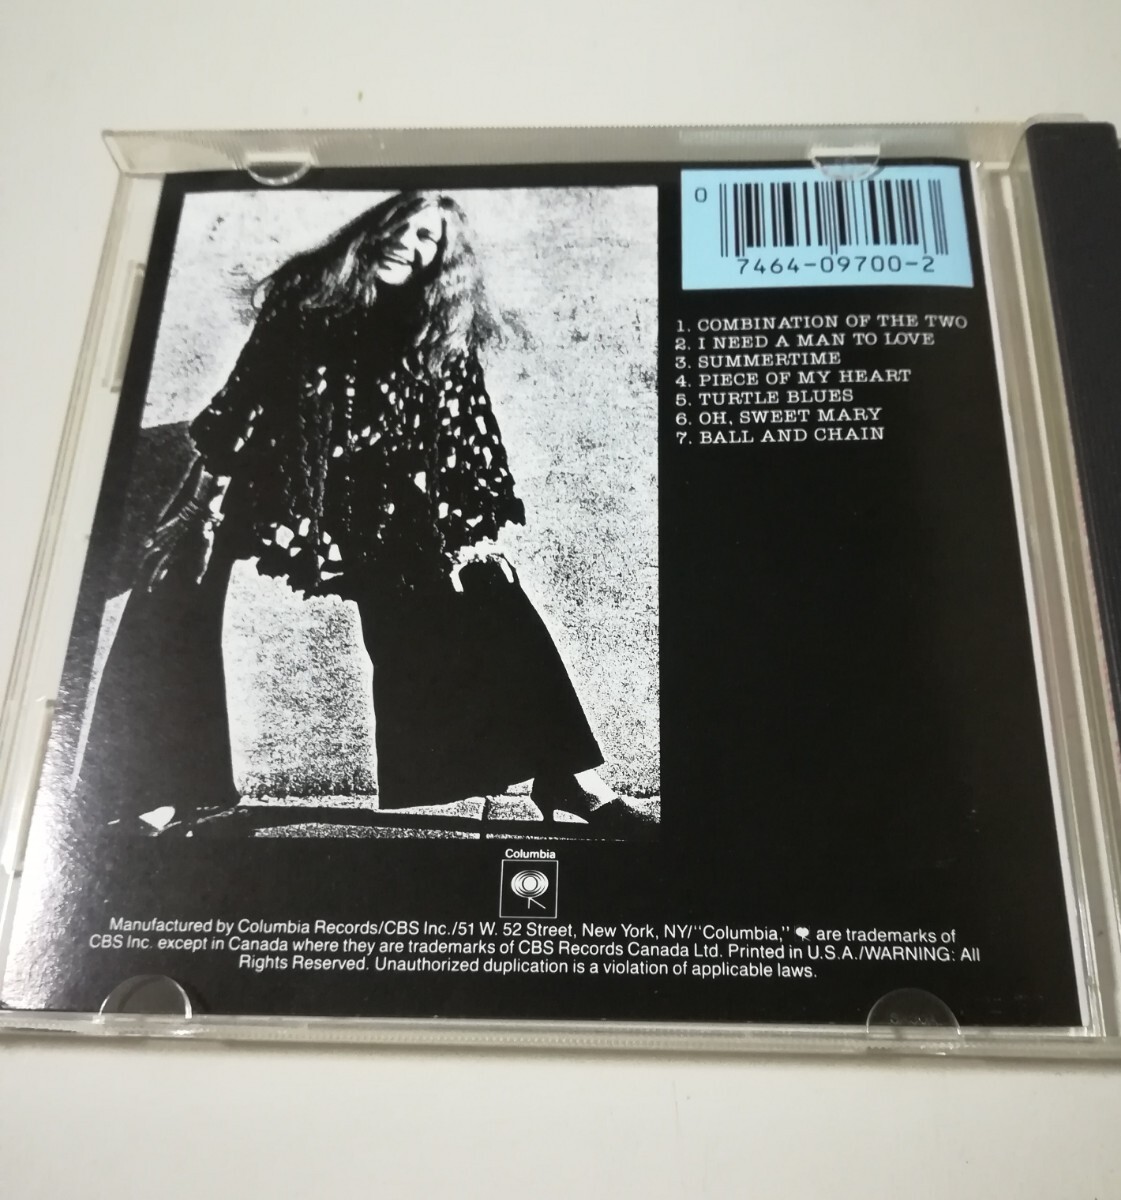 0
7464-09700-2
1. COMBINATION OF THE TWO
2. I NEED A MAN TO LOVE
3. SUMMERTIME
4. PIECE OF MY HEART
5. TURTLE BLUES
6. OH, SWEET MARY
7. BALL AND CHAIN
Columbia
Manufactured by Columbia Records/CBS Inc./51 W. 52 Street, New York, NY/"Columbia," are trademarks of
CBS Inc. except in Canada where they are trademarks of CBS Records Canada Ltd. Printed in U.S.A./WARNING: All
Rights Reserved. Unauthorized duplication is a violation of applicable laws.